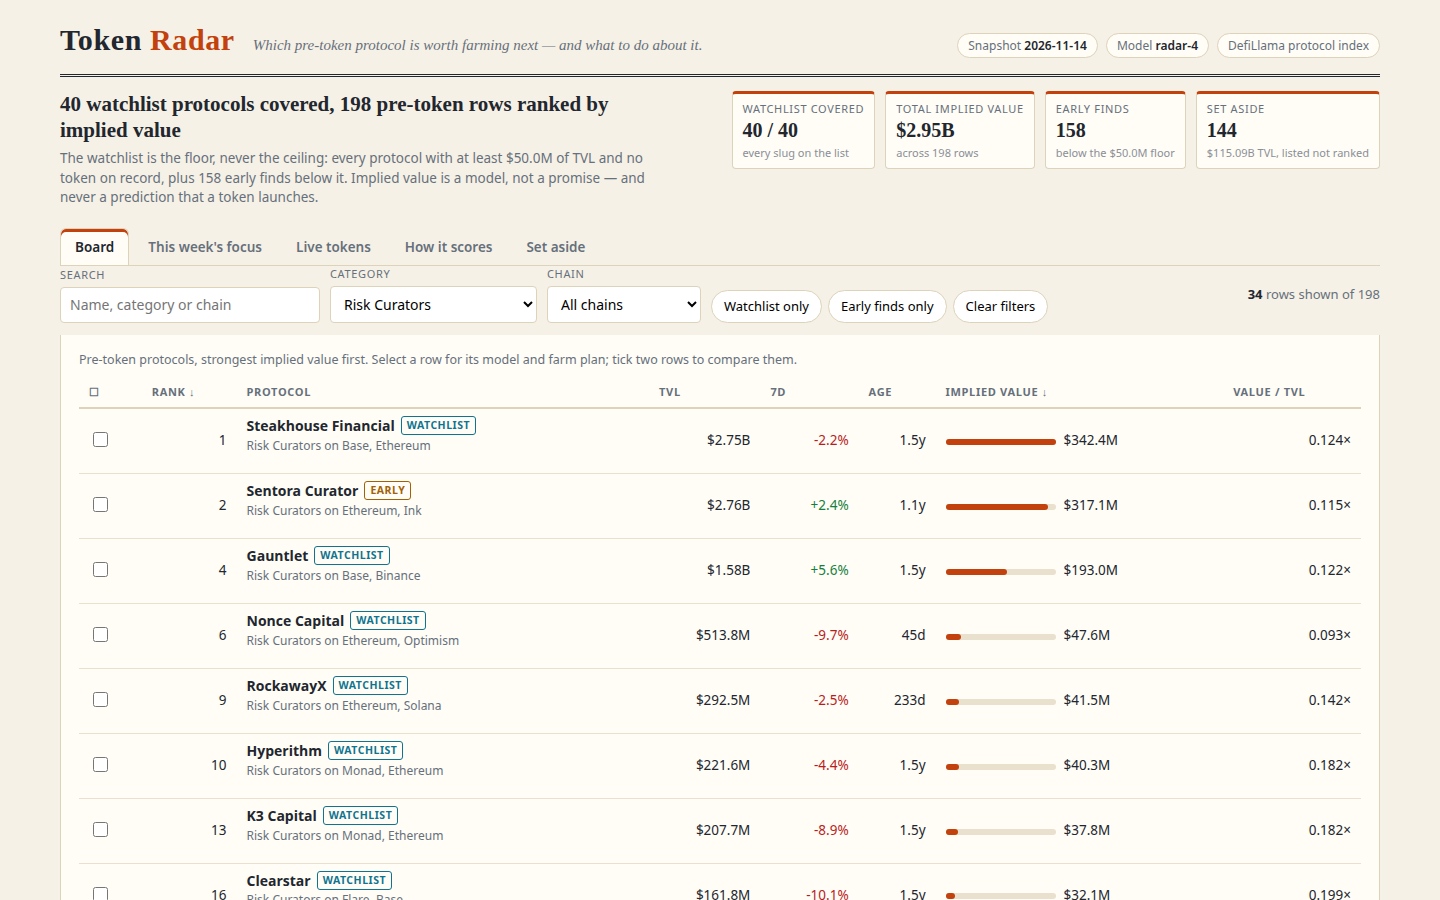 Token Radar Which pre-token protocol is worth farming next — and what to do about it. Snapshot 2026-11-14 Model radar-4 DefiLlama protocol index
40 watchlist protocols covered, 198 pre-token rows ranked by
implied value
The watchlist is the floor, never the ceiling: every protocol with at least $50.0M of TVL and no
token on record, plus 158 early finds below it. Implied value is a model, not a promise — and
never a prediction that a token launches.
WATCHLIST COVERED
40 / 40
every slug on the list
TOTAL IMPLIED VALUE
$2.95B
across 198 rows
EARLY FINDS
158
below the $50.0M floor
SET ASIDE
144
$115.09B TVL, listed not ranked
Board This week's focus Live tokens How it scores Set aside
SEARCH CATEGORY CHAIN
Name, category or chain Risk Curators All chains Watchlist only Early finds only Clear filters 34 rows shown of 198
Pre-token protocols, strongest implied value first. Select a row for its model and farm plan; tick two rows to compare them.
RANK ↓ PROTOCOL TVL 7D AGE IMPLIED VALUE ↓ VALUE / TVL
Steakhouse Financial WATCHLIST
1 $2.75B -2.2% 1.5y $342.4M 0.124×
Risk Curators on Base, Ethereum
Sentora Curator EARLY
2 $2.76B +2.4% 1.1y $317.1M 0.115×
Risk Curators on Ethereum, Ink
Gauntlet WATCHLIST
4 $1.58B +5.6% 1.5y $193.0M 0.122×
Risk Curators on Base, Binance
Nonce Capital WATCHLIST
6 $513.8M -9.7% 45d $47.6M 0.093×
Risk Curators on Ethereum, Optimism
RockawayX WATCHLIST
9 $292.5M -2.5% 233d $41.5M 0.142×
Risk Curators on Ethereum, Solana
Hyperithm WATCHLIST
10 $221.6M -4.4% 1.5y $40.3M 0.182×
Risk Curators on Monad, Ethereum
K3 Capital WATCHLIST
13 $207.7M -8.9% 1.5y $37.8M 0.182×
Risk Curators on Monad, Ethereum
Clearstar WATCHLIST
16 $161.8M -10.1% 1.5y $32.1M 0.199×
Risk Curators on Flare, Base